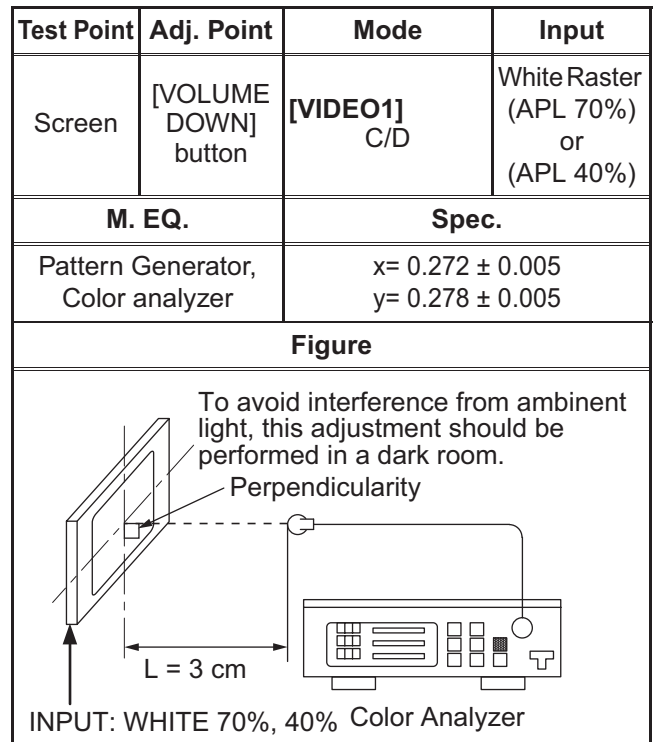 Test Point Adj. Point Mode Input
Screen
[VOLUME
DOWN]
button
[VIDEO1]
C/D
White Raster
(APL 70%)
or
(APL 40%)
M. EQ. Spec.
Pattern Generator,
Color analyzer
x= 0.272 ± 0.005
y= 0.278 ± 0.005
Figure
To avoid interference from ambinent
light, this adjustment should be
performed in a dark room.
Perpendicularity
L = 3 cm
INPUT: WHITE 70%, 40% Color Analyzer